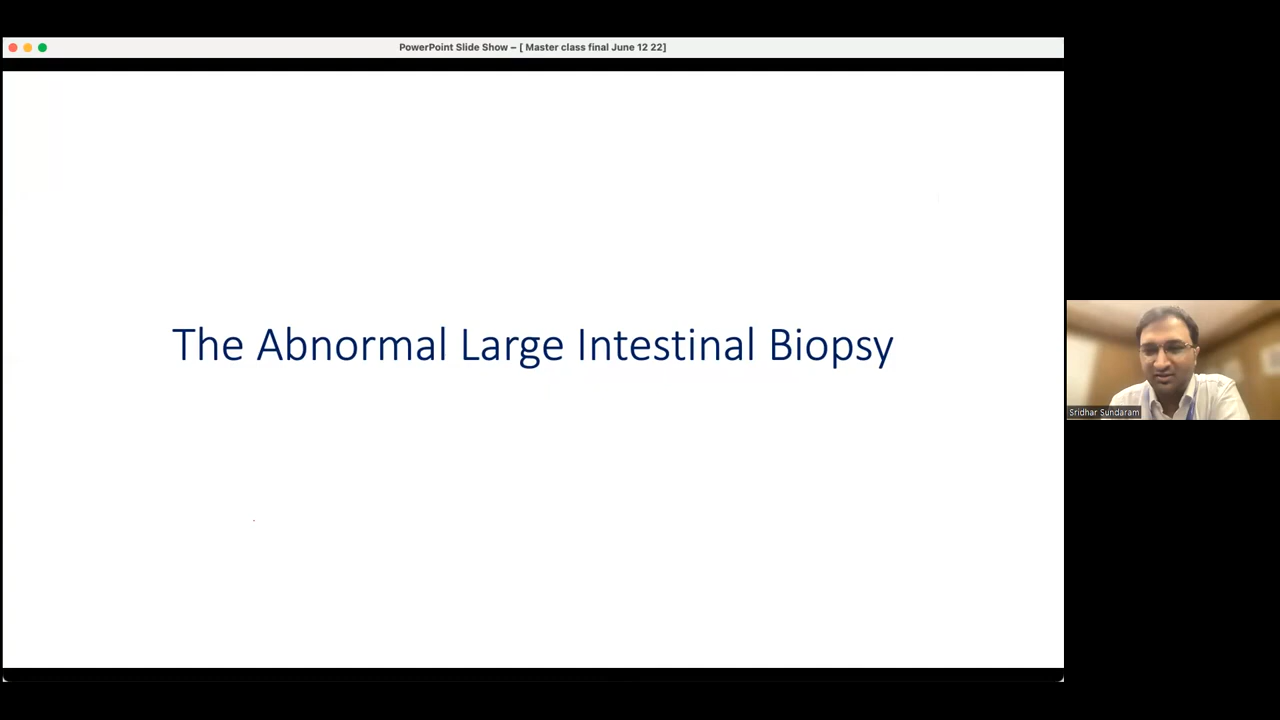 PowerPoint Slide Show – [ Master class final June 12 22]
The Abnormal Large Intestinal Biopsy
Sridhar Sundaram